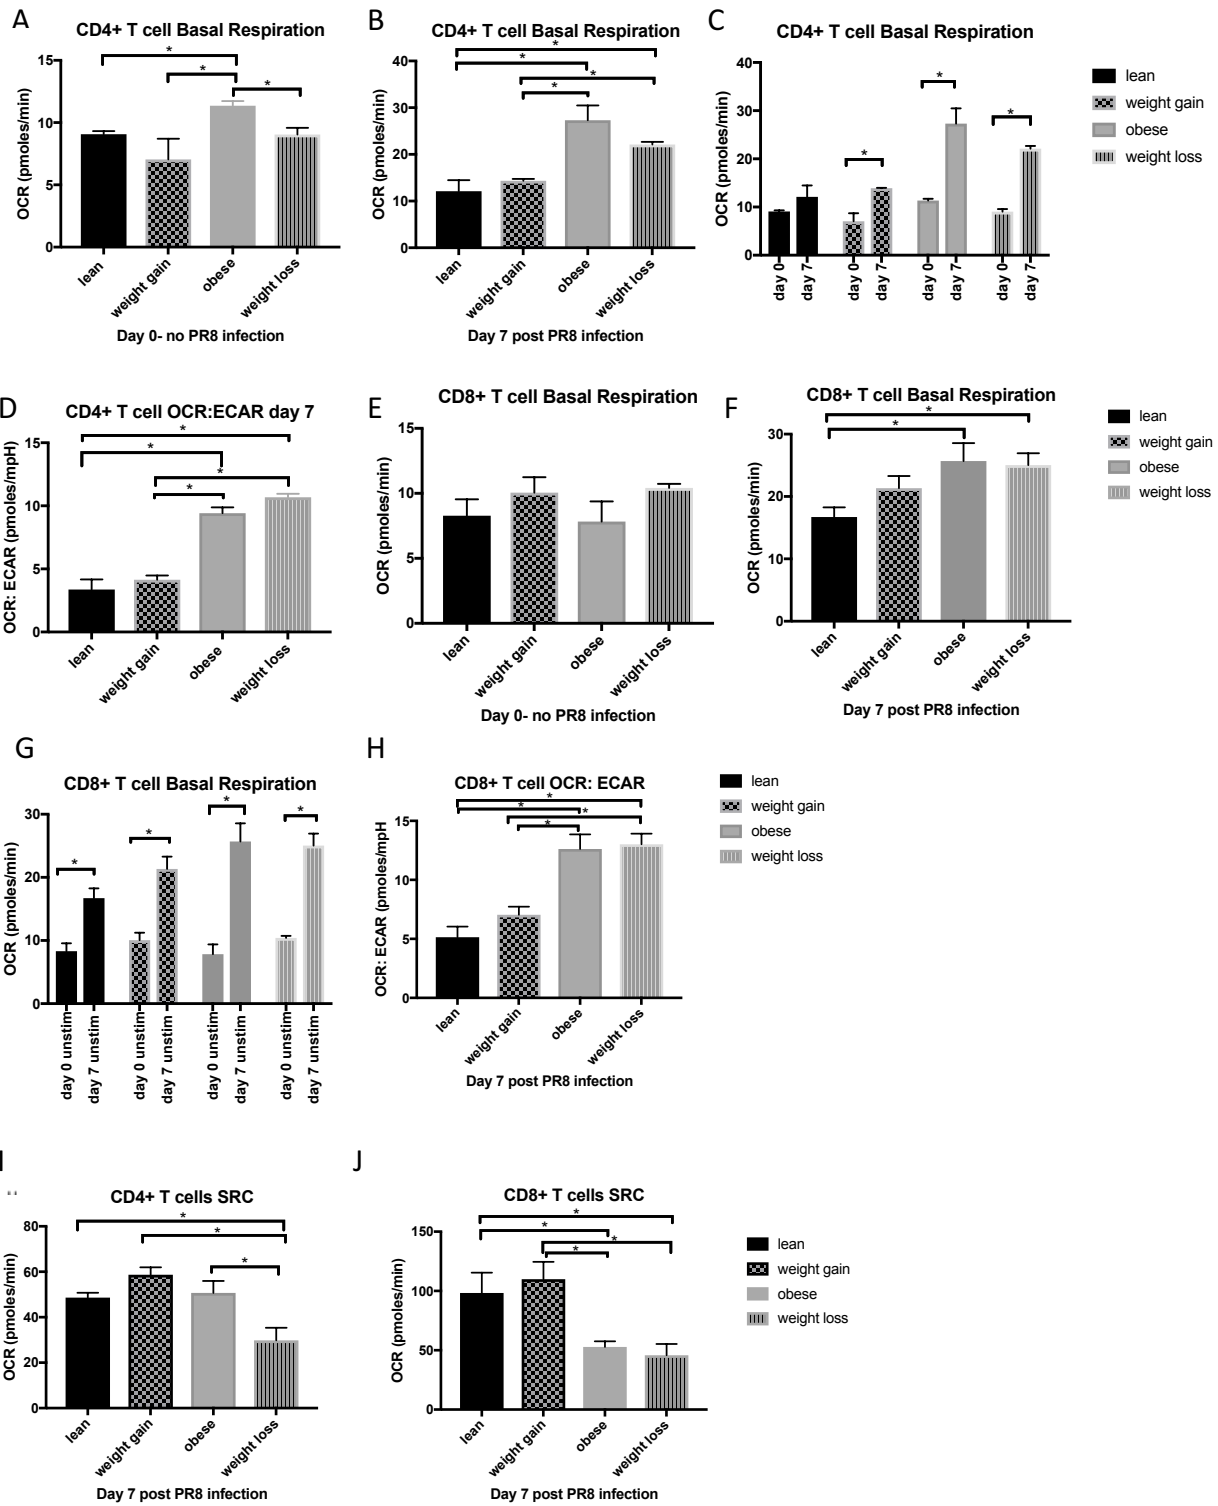 A
CD4+ T cell Basal Respiration
*
*
*
15
10
5
0
OCR (pmoles/min)
lean
weight gain
obese
weight loss
Day 0- no PR8 infection
B
CD4+ T cell Basal Respiration
*
*
*
*
40
30
20
10
0
OCR (pmoles/min)
lean
weight gain
obese
weight loss
Day 7 post PR8 infection
C
CD4+ T cell Basal Respiration
40
30
20
10
0
OCR (pmoles/min)
*
*
*
day 0
day 7
day 0
day 7
day 0
day 7
day 0
day 7
lean
weight gain
obese
weight loss
D
CD4+ T cell OCR:ECAR day 7
*
*
*
*
15
10
5
0
OCR: ECAR (pmoles/mpH)
lean
weight gain
obese
weight loss
E
CD8+ T cell Basal Respiration
15
10
5
0
OCR (pmoles/min)
lean
weight gain
obese
weight loss
Day 0- no PR8 infection
F
CD8+ T cell Basal Respiration
*
*
30
20
10
0
OCR (pmoles/min)
lean
weight gain
obese
weight loss
Day 7 post PR8 infection
lean
weight gain
obese
weight loss
G
CD8+ T cell Basal Respiration
30
20
10
0
OCR (pmoles/min)
*
*
*
*
day 0 unstim
day 7 unstim
day 0 unstim
day 7 unstim
day 0 unstim
day 7 unstim
day 0 unstim
day 7 unstim
H
CD8+ T cell OCR: ECAR
*
*
*
*
15
10
5
0
OCR: ECAR (pmoles/mpH
lean
weight gain
obese
weight loss
Day 7 post PR8 infection
lean
weight gain
obese
weight loss
I
CD4+ T cells SRC
*
*
*
80
60
40
20
0
OCR (pmoles/min)
lean
weight gain
obese
weight loss
Day 7 post PR8 infection
J
CD8+ T cells SRC
*
*
*
*
150
100
50
0
OCR (pmoles/min)
lean
weight gain
obese
weight loss
Day 7 post PR8 infection
lean
weight gain
obese
weight loss